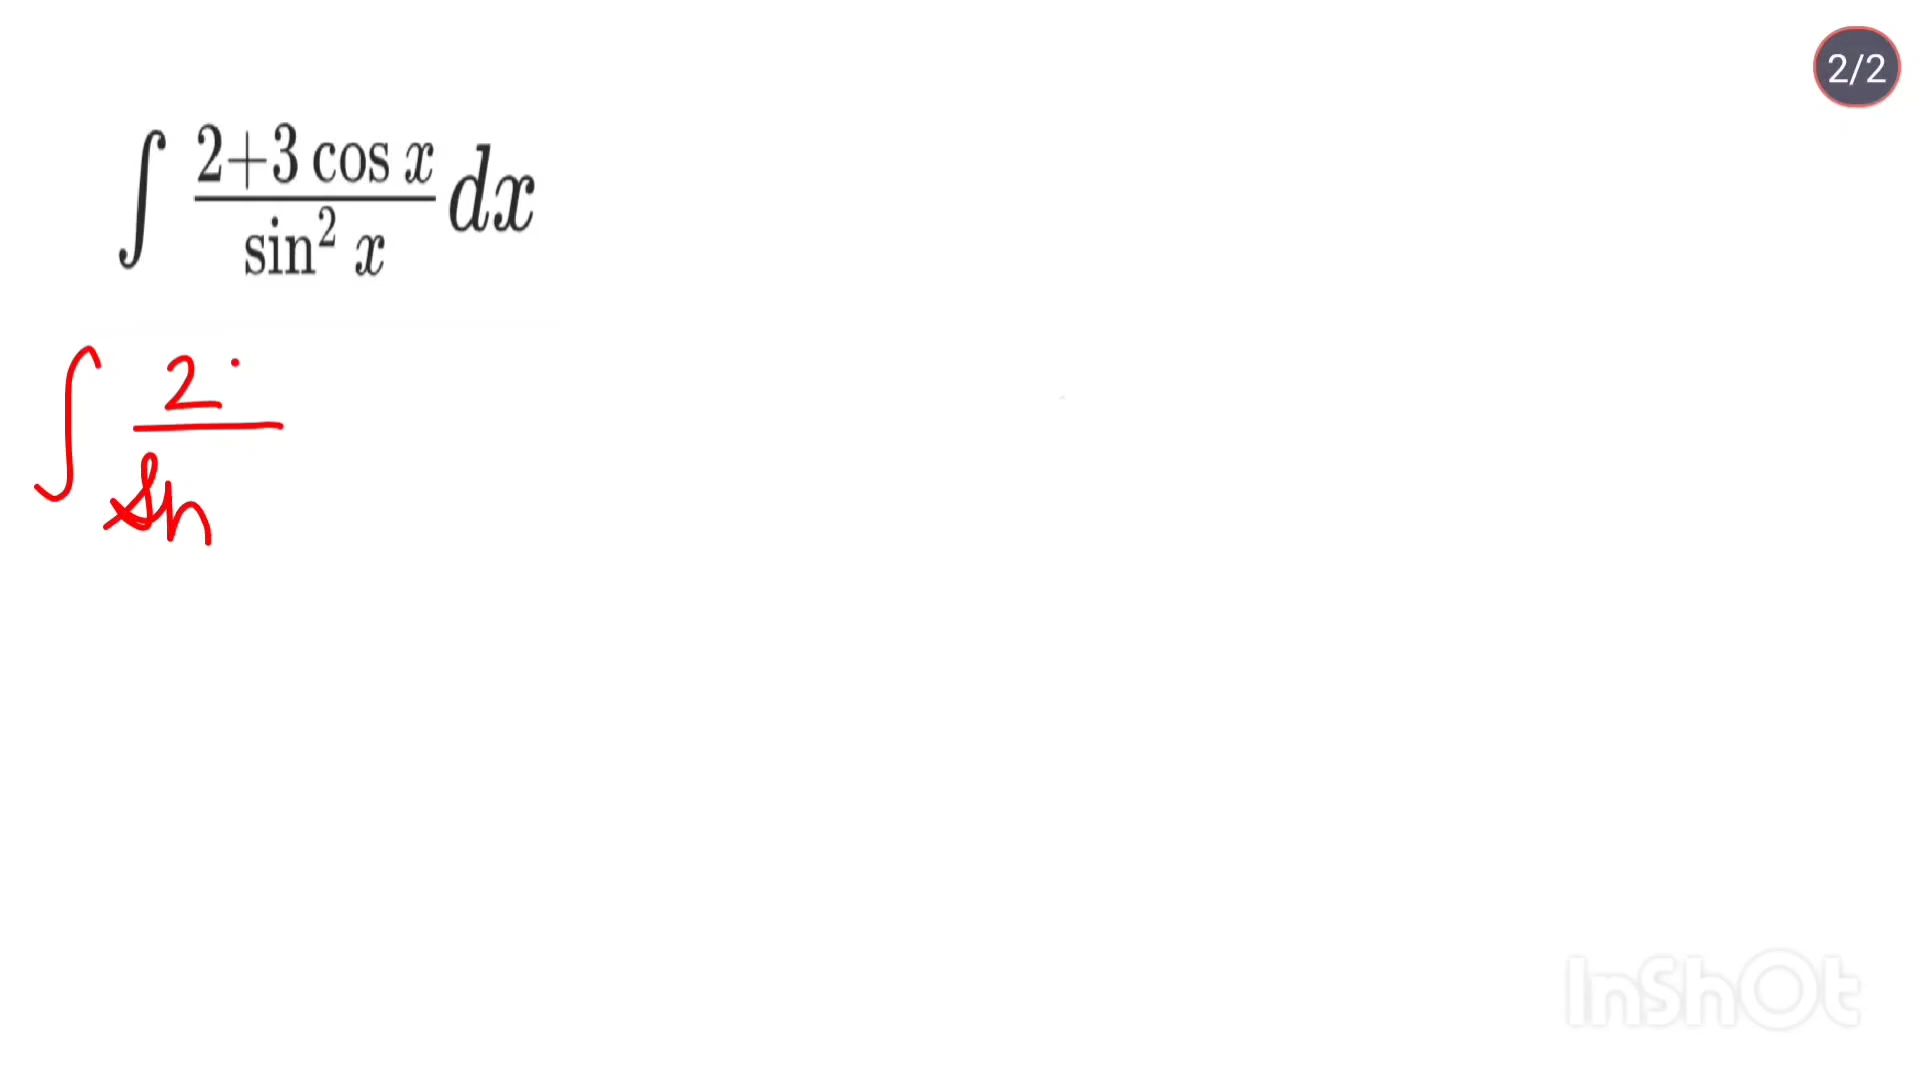 2/2
∫ (2+3 cos x)/(sin² x) dx
∫ 2/sin
InShOt